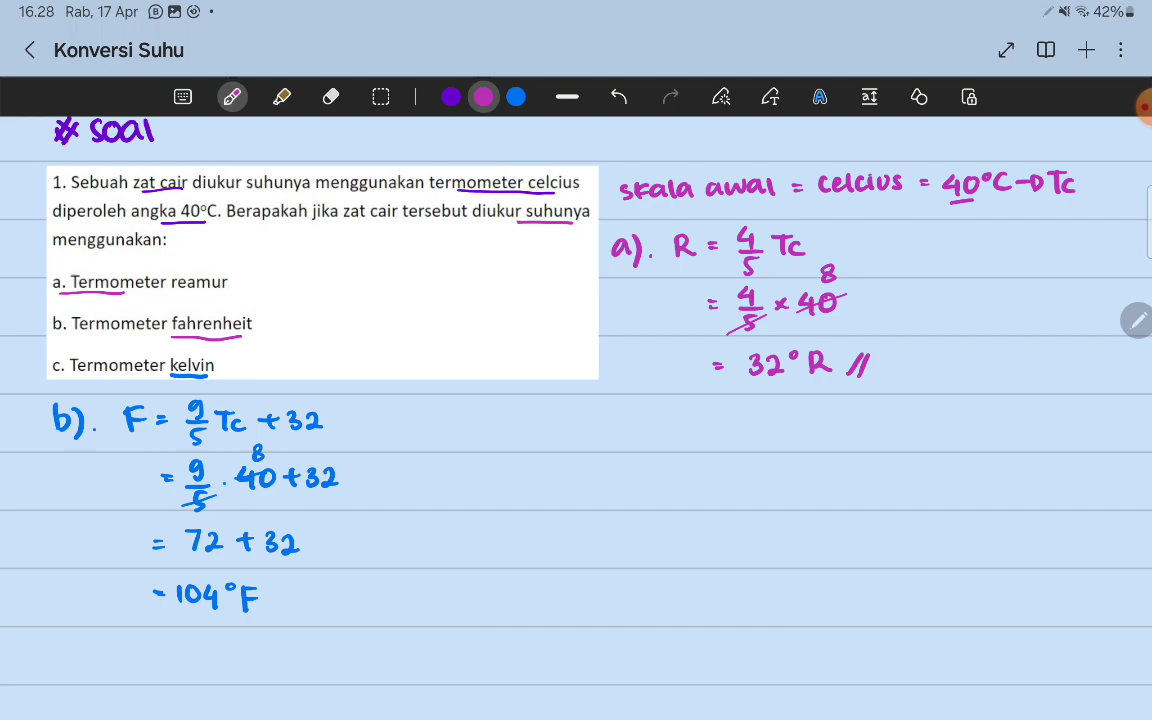 16.28 Rab, 17 Apr
42%
Konversi Suhu
# Soal
1. Sebuah zat cair diukur suhunya menggunakan termometer celcius
diperoleh angka 40°C. Berapakah jika zat cair tersebut diukur suhunya
menggunakan:
a. Termometer reamur
b. Termometer fahrenheit
c. Termometer kelvin
skala awal = celcius = 40°C → Tc
a). R = 4/5 Tc
= 4/5 × 40 8
= 32°R //
b). F = 9/5 Tc + 32
= 9/5 . 40 8 + 32
= 72 + 32
= 104°F